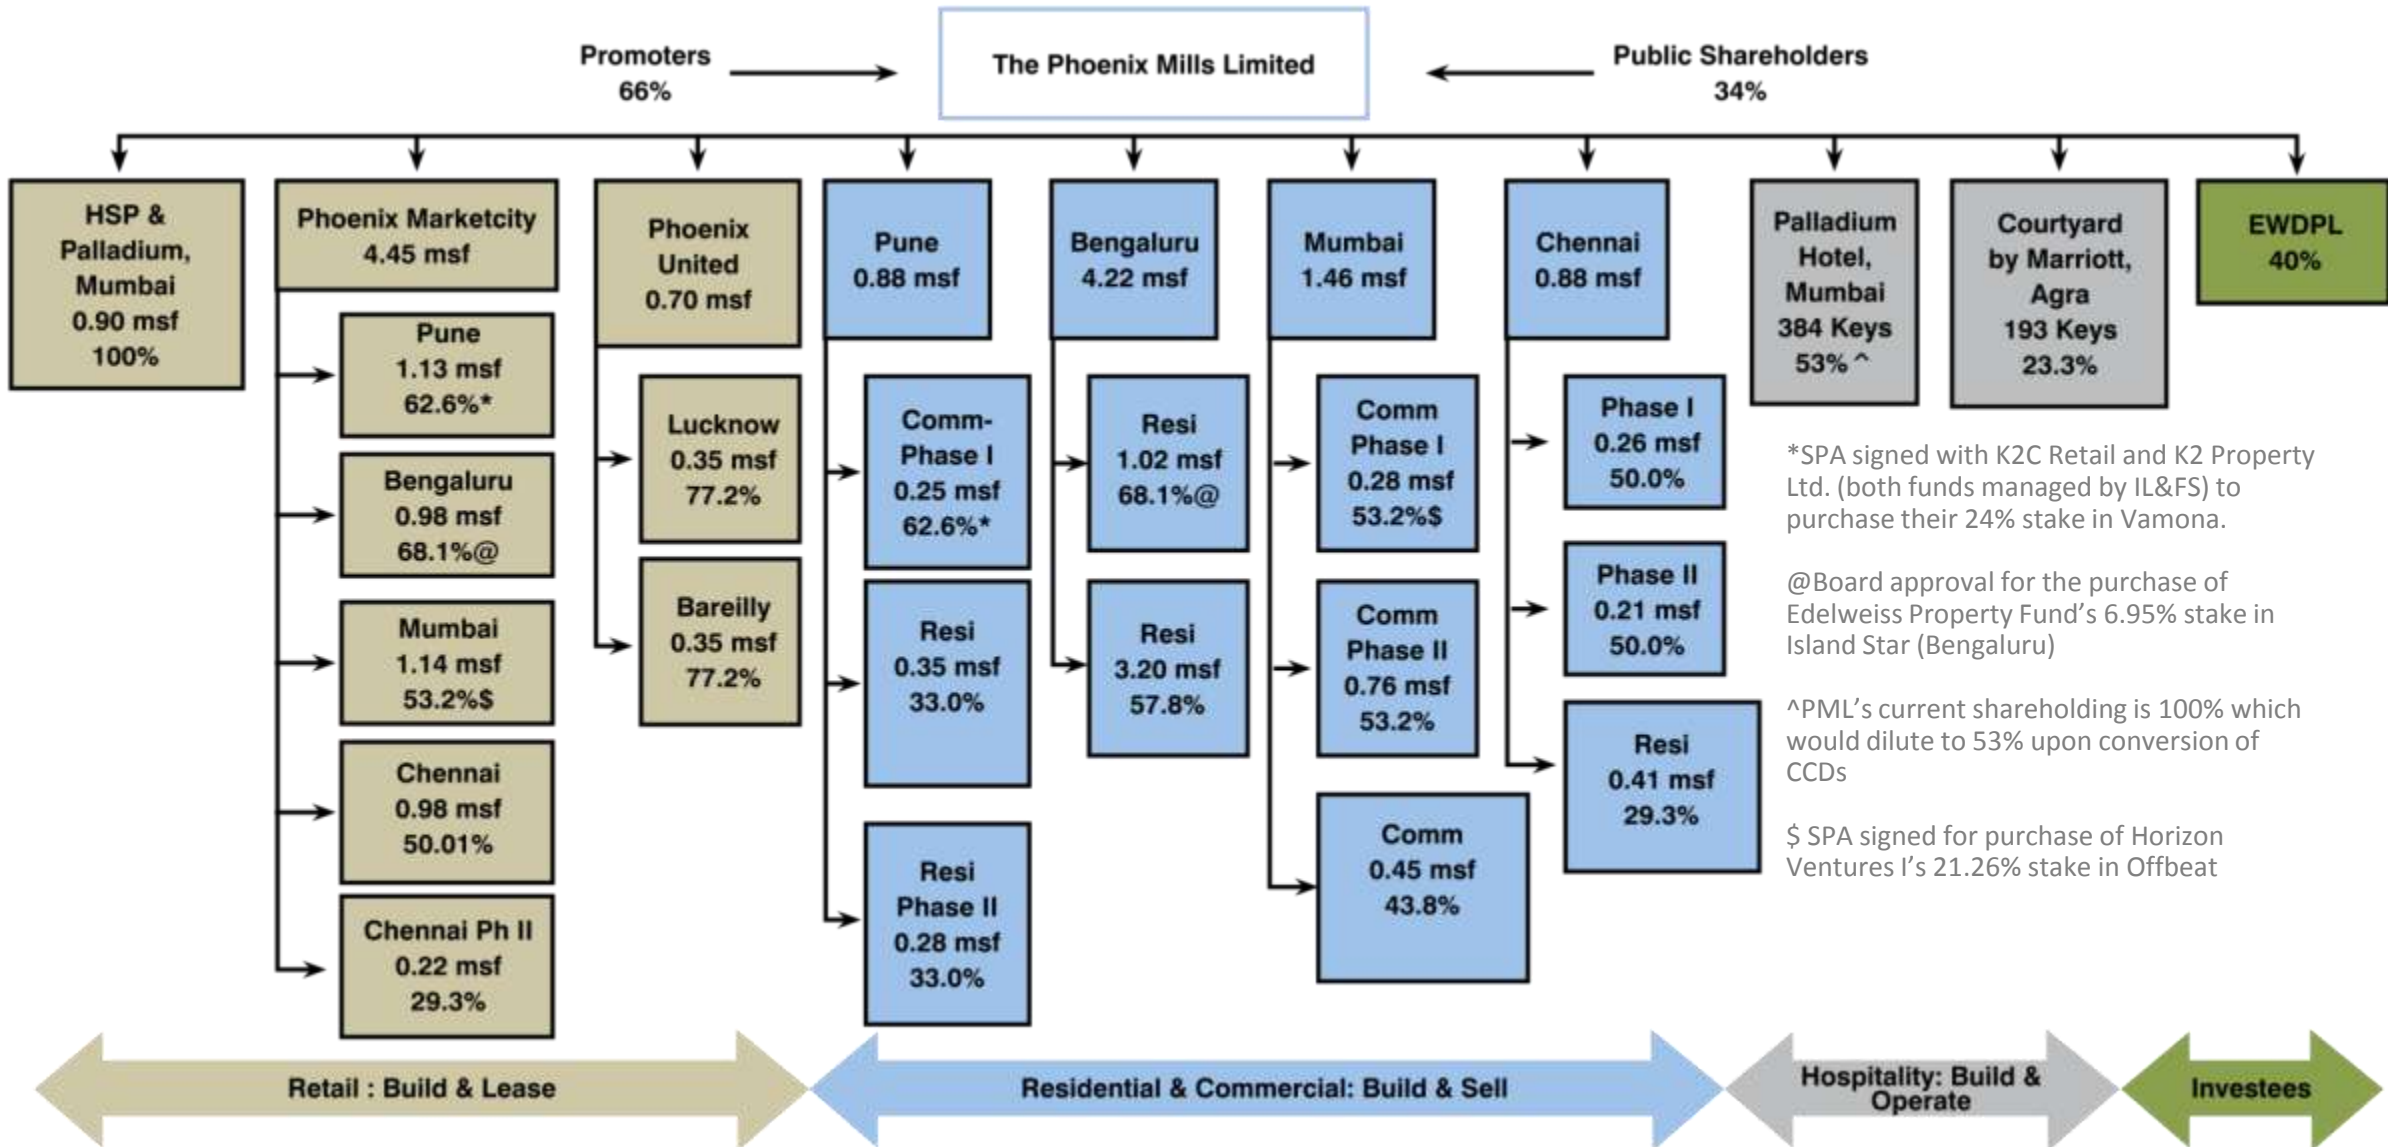 Promoters
66%
The Phoenix Mills Limited
Public Shareholders
34%
HSP &
Palladium,
Mumbai
0.90 msf
100%
Phoenix Marketcity
4.45 msf
Pune
1.13 msf
62.6%*
Bengaluru
0.98 msf
68.1%@
Mumbai
1.14 msf
53.2%$
Chennai
0.98 msf
50.01%
Chennai Ph II
0.22 msf
29.3%
Phoenix
United
0.70 msf
Lucknow
0.35 msf
77.2%
Bareilly
0.35 msf
77.2%
Pune
0.88 msf
Comm-
Phase I
0.25 msf
62.6%*
Resi
0.35 msf
33.0%
Resi
Phase II
0.28 msf
33.0%
Bengaluru
4.22 msf
Resi
1.02 msf
68.1%@
Resi
3.20 msf
57.8%
Mumbai
1.46 msf
Comm
Phase I
0.28 msf
53.2%$
Comm
Phase II
0.76 msf
53.2%
Comm
0.45 msf
43.8%
Chennai
0.88 msf
Phase I
0.26 msf
50.0%
Phase II
0.21 msf
50.0%
Resi
0.41 msf
29.3%
Palladium
Hotel,
Mumbai
384 Keys
53% ^
Courtyard
by Marriott,
Agra
193 Keys
23.3%
EWDPL
40%
*SPA signed with K2C Retail and K2 Property
Ltd. (both funds managed by IL&FS) to
purchase their 24% stake in Vamona.
@Board approval for the purchase of
Edelweiss Property Fund’s 6.95% stake in
Island Star (Bengaluru)
^PML’s current shareholding is 100% which
would dilute to 53% upon conversion of
CCDs
$ SPA signed for purchase of Horizon
Ventures I’s 21.26% stake in Offbeat
Retail : Build & Lease
Residential & Commercial: Build & Sell
Hospitality: Build &
Operate
Investees